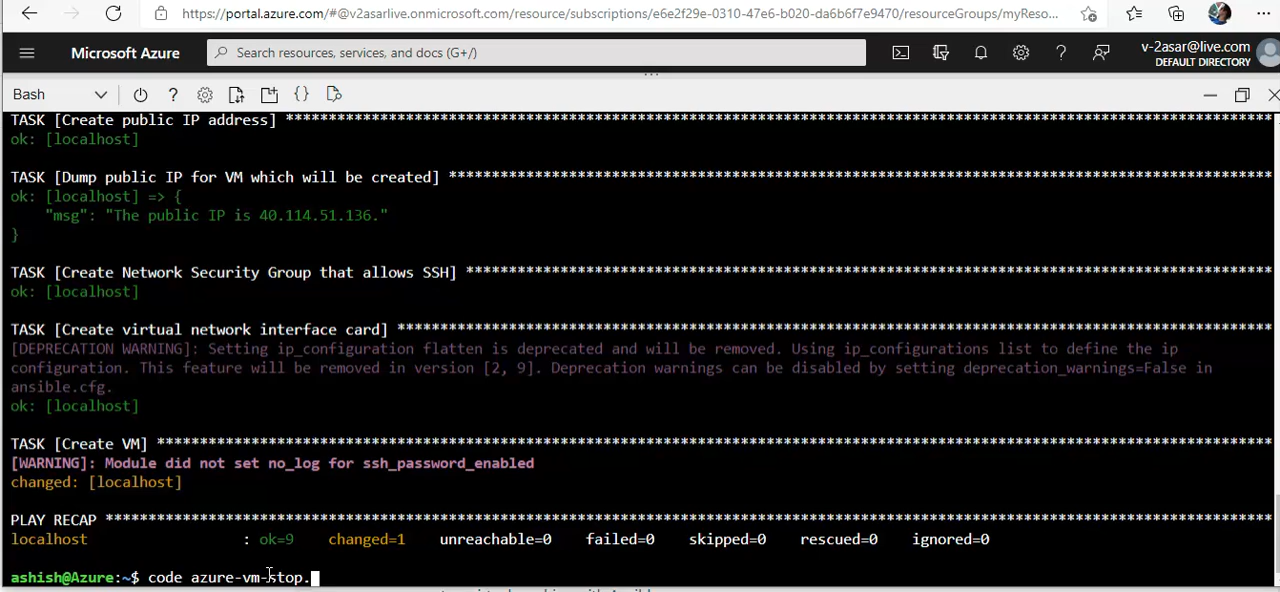 https://portal.azure.com/#@v2asarlive.onmicrosoft.com/resource/subscriptions/e6e2f29e-0310-47e6-b020-da6b6f7e9470/resourceGroups/myReso...
Microsoft Azure
Search resources, services, and docs (G+/)
v-2asar@live.com
DEFAULT DIRECTORY
Bash
TASK [Create public IP address] ******************************************************************************************************************
ok: [localhost]
TASK [Dump public IP for VM which will be created] ***********************************************************************************************
ok: [localhost] => {
"msg": "The public IP is 40.114.51.136."
}
TASK [Create Network Security Group that allows SSH] *********************************************************************************************
ok: [localhost]
TASK [Create virtual network interface card] *****************************************************************************************************
[DEPRECATION WARNING]: Setting ip_configuration flatten is deprecated and will be removed. Using ip_configurations list to define the ip
configuration. This feature will be removed in version [2, 9]. Deprecation warnings can be disabled by setting deprecation_warnings=False in
ansible.cfg.
ok: [localhost]
TASK [Create VM] *********************************************************************************************************************************
[WARNING]: Module did not set no_log for ssh_password_enabled
changed: [localhost]
PLAY RECAP ***************************************************************************************************************************************
localhost : ok=9 changed=1 unreachable=0 failed=0 skipped=0 rescued=0 ignored=0
ashish@Azure:~$ code azure-vm-stop.